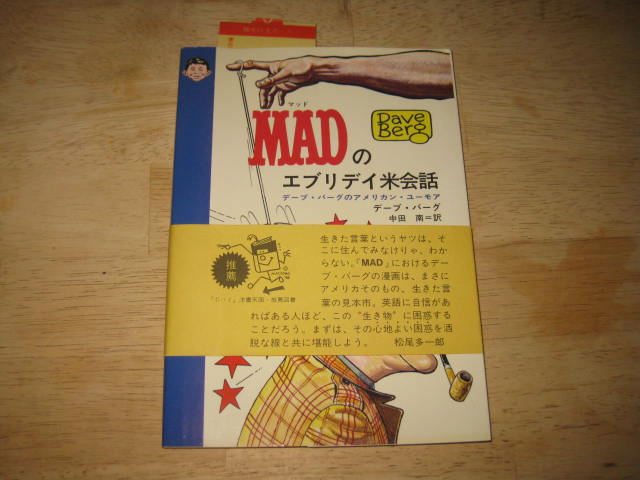 マッド
MADの
Dave
Berg
エブリデイ米会話
デーブ・バーグのアメリカン・ユーモア
デーブ・バーグ
中田 南=訳
推薦
生きた言葉というヤツは、そ
こに住んでみなけりゃ、わか
らない。「MAD」におけるデー
ブ・バーグの漫画は、まさに
アメリカそのもの、生きた言
葉の見本市。英語に自信があ
ればある人ほど、この“生き物”に困惑する
ことだろう。まずは、その心地よい困惑を洒
脱な線と共に堪能しよう。 松尾多一郎